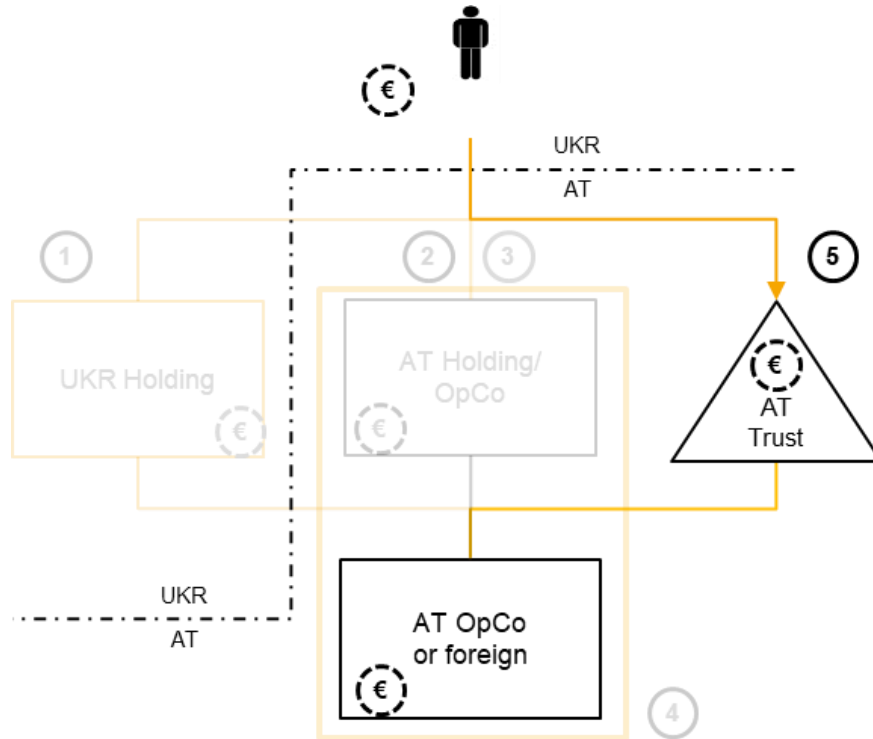 €
UKR
AT
1
2
3
5
UKR Holding
€
AT Holding/
OpCo
€
€
AT
Trust
UKR
AT
AT OpCo
or foreign
€
4